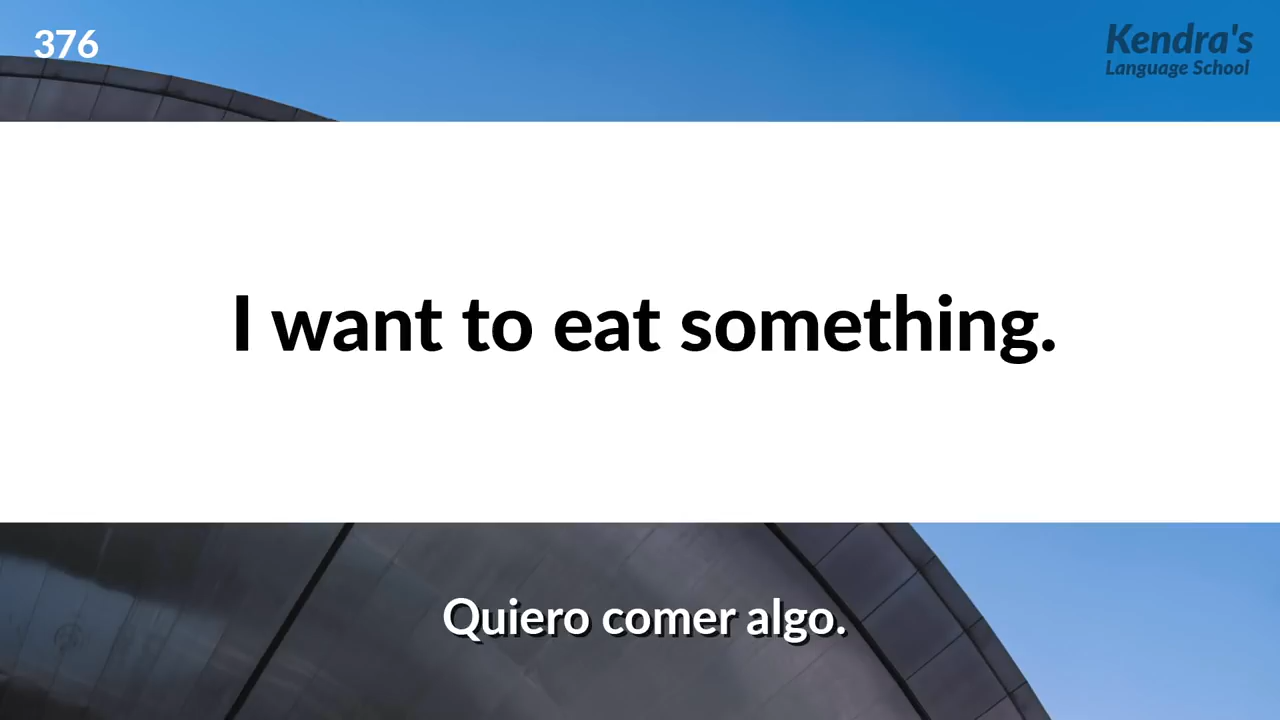 376
Kendra's
Language School
I want to eat something.
Quiero comer algo.